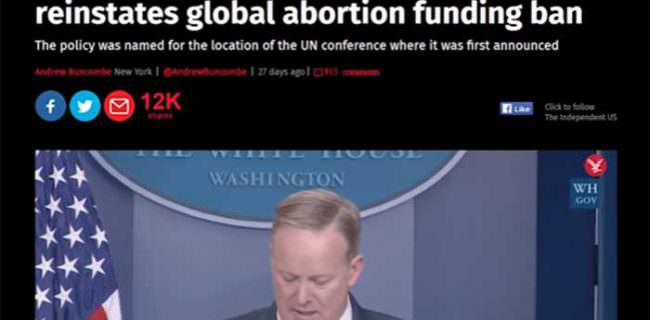 reinstates global abortion funding ban
The policy was named for the location of the UN conference where it was first announced
Andrew Buncombe New York | @AndrewBuncombe | 27 days ago | comments
12K
shares
Like
Click to follow
The Independent US
THE WHITE HOUSE
WASHINGTON
WH
.GOV